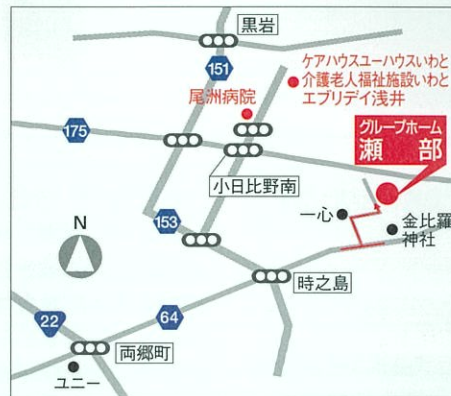 黒岩
151
ケアハウスユーハウスいわと
介護老人福祉施設いわと
エブリデイ浅井
尾洲病院
175
グループホーム
瀬部
小日比野南
一心
金比羅
神社
153
N
時之島
64
22
両郷町
ユニー